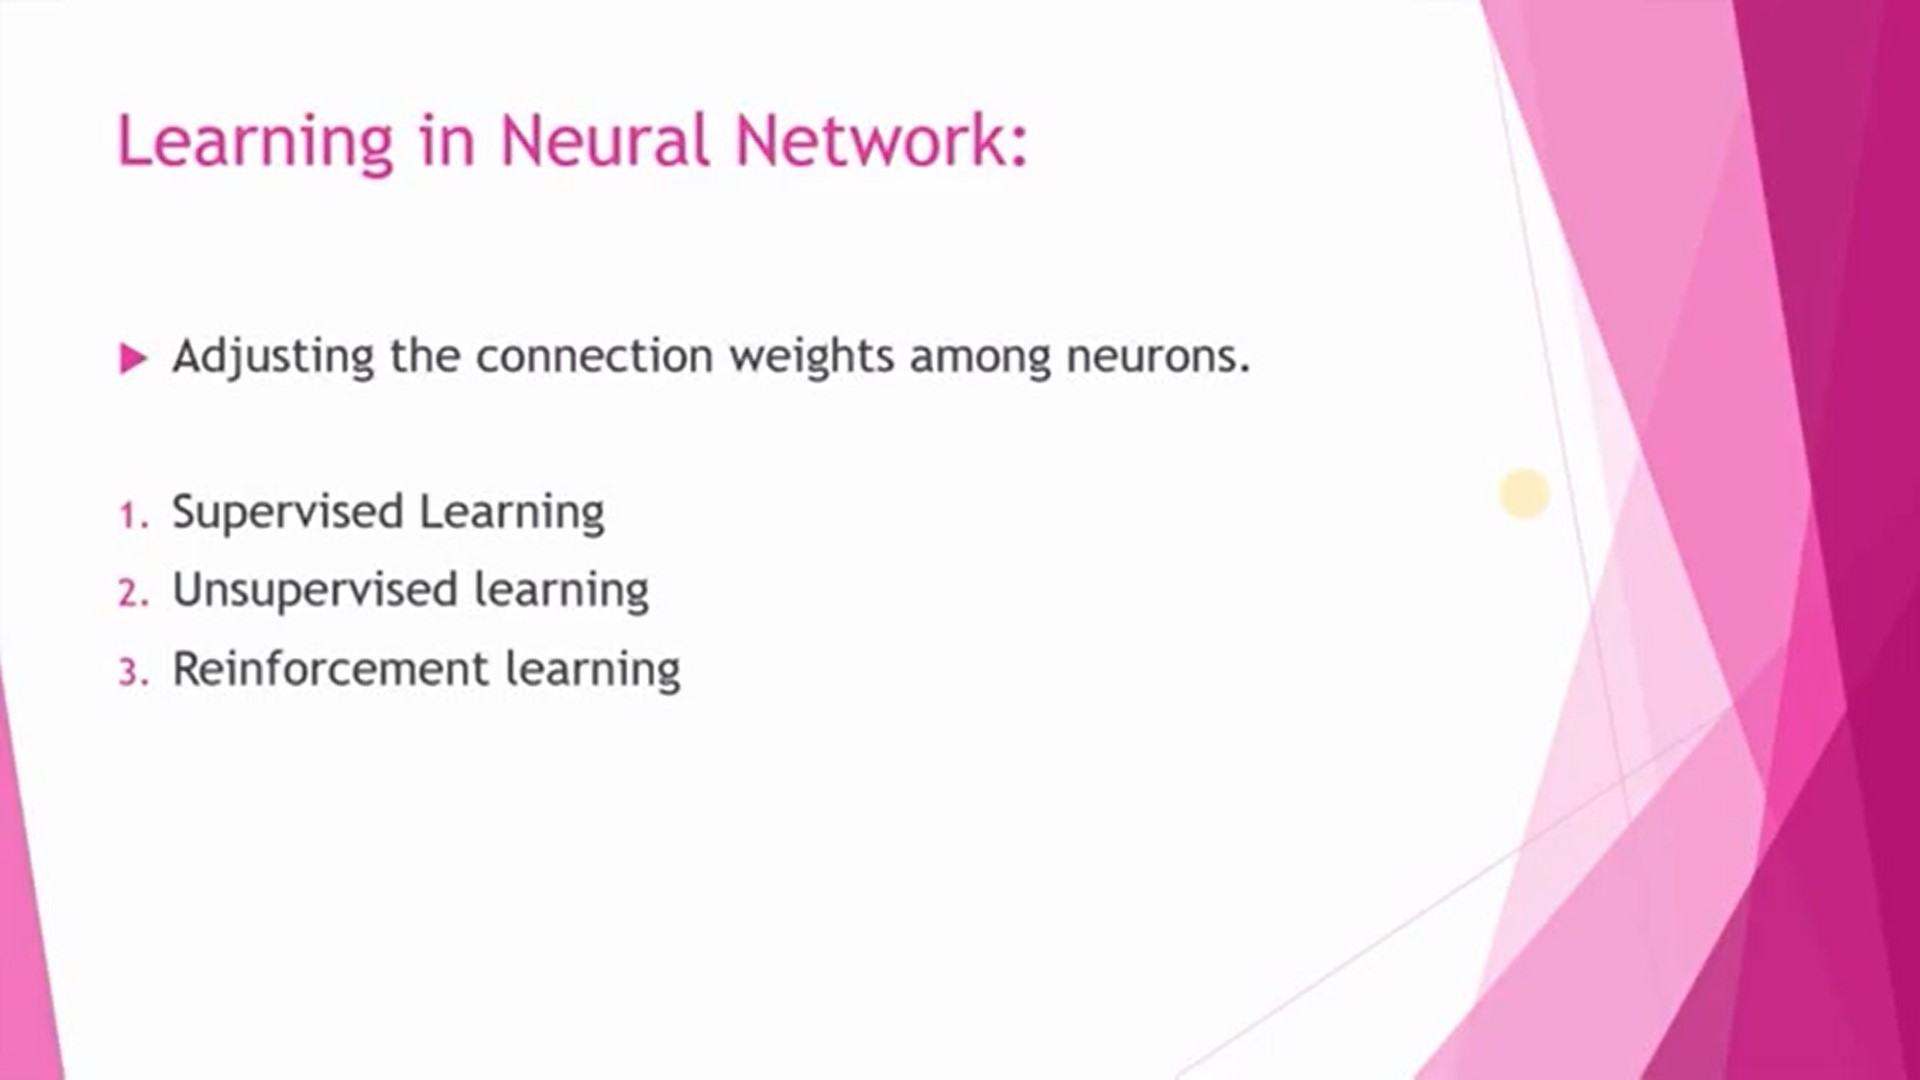 Learning in Neural Network:
Adjusting the connection weights among neurons.
1. Supervised Learning
2. Unsupervised learning
3. Reinforcement learning